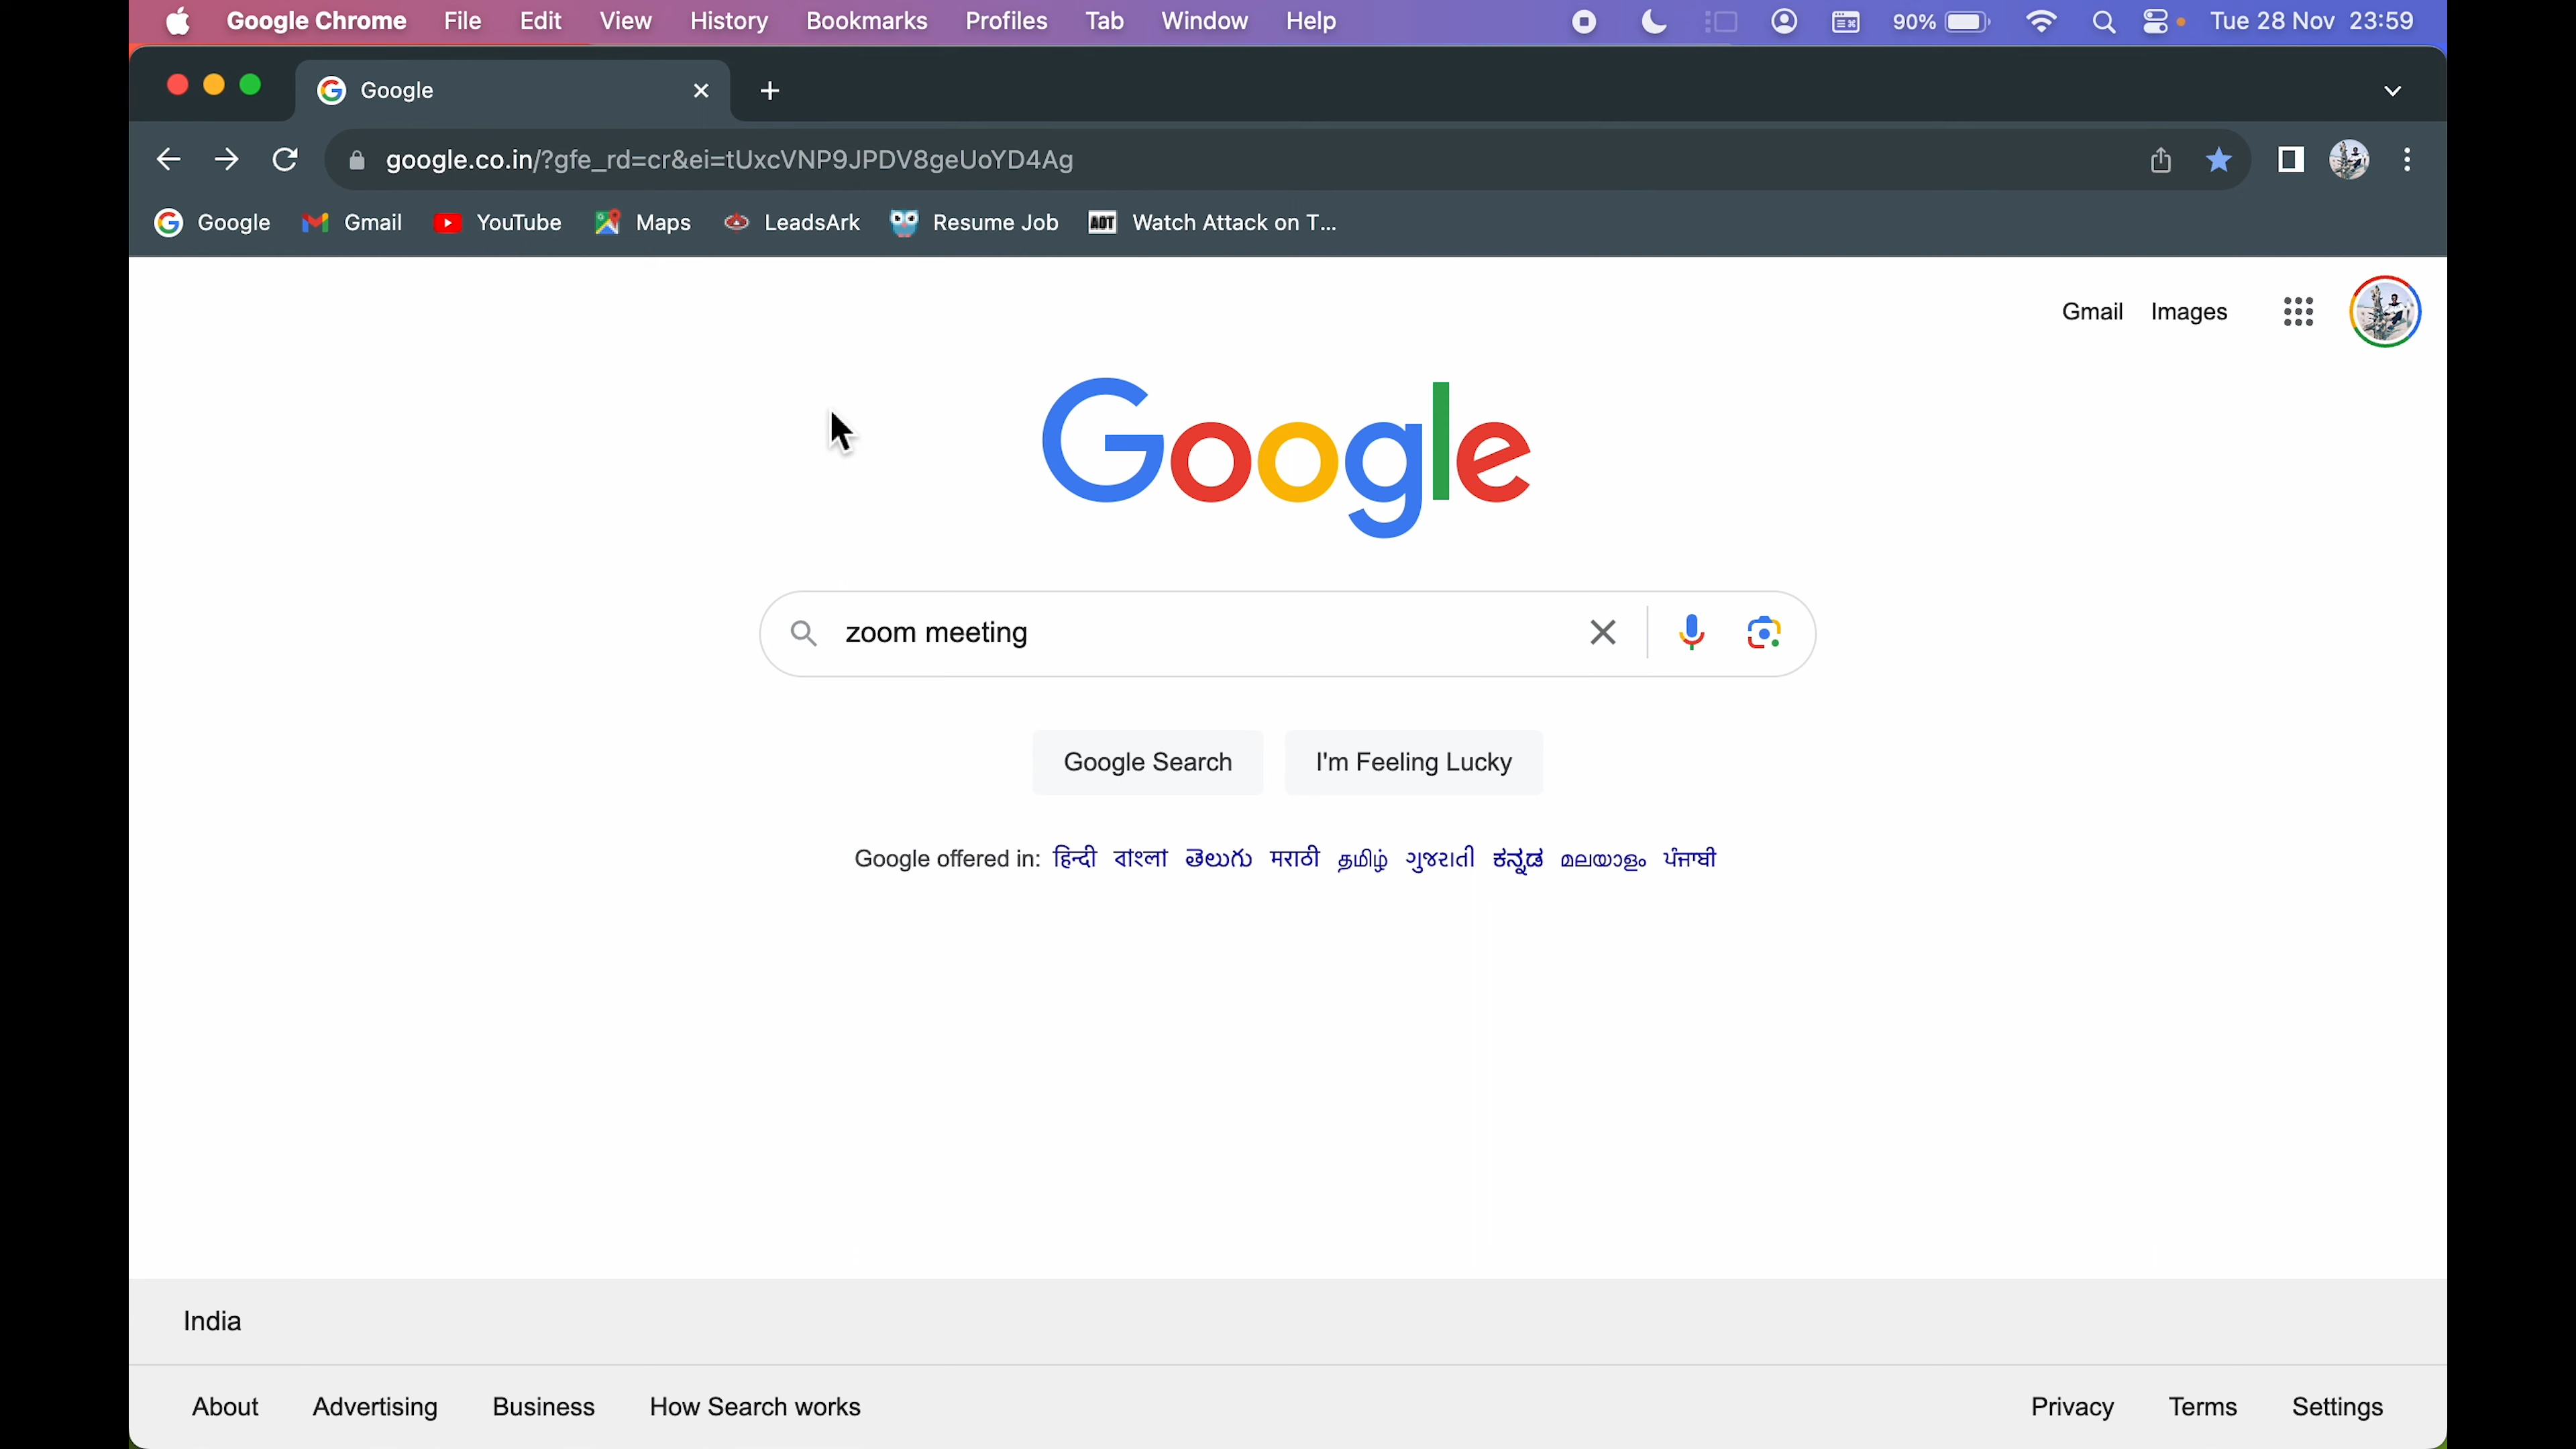 Google Chrome File Edit View History Bookmarks Profiles Tab Window Help 90% Tue 28 Nov 23:59
Google
google.co.in/?gfe_rd=cr&ei=tUxcVNP9JPDV8geUoYD4Ag
Google Gmail YouTube Maps LeadsArk AOT Resume Job Watch Attack on T...
Gmail Images
Google
zoom meeting
Google Search I'm Feeling Lucky
Google offered in: हिन्दी বাংলা తెలుగు मराठी தமிழ் ગુજરાતી ಕನ್ನಡ മലയാളം ਪੰਜਾਬੀ
India
About Advertising Business How Search works Privacy Terms Settings